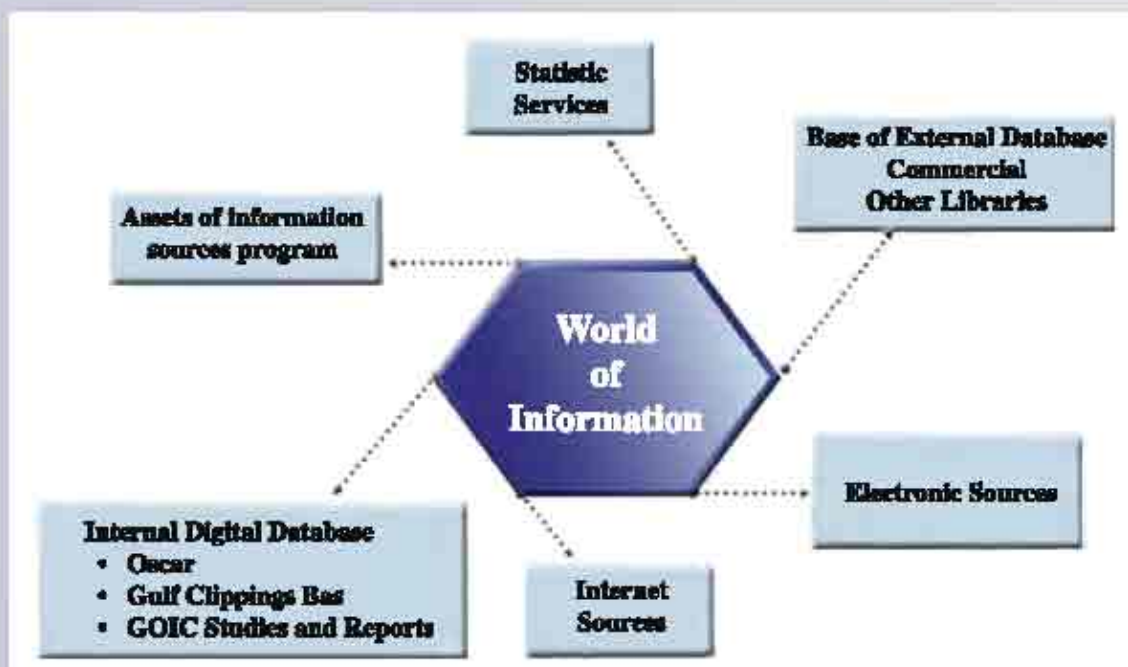 Statistic
Services
Base of External Database
Commercial
Other Libraries
Assets of information
sources program
World
of
Information
Electronic Sources
Internal Digital Database
• Oscar
• Gulf Clippings Bas
• GOIC Studies and Reports
Internet
Sources